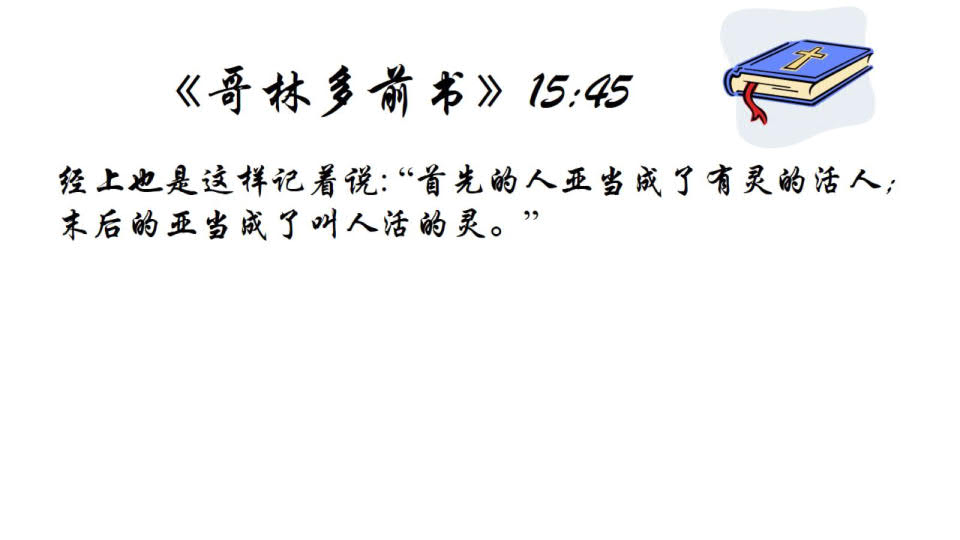 《哥林多前书》15:45
经上也是这样记着说:“首先的人亚当成了有灵的活人;
末后的亚当成了叫人活的灵。”